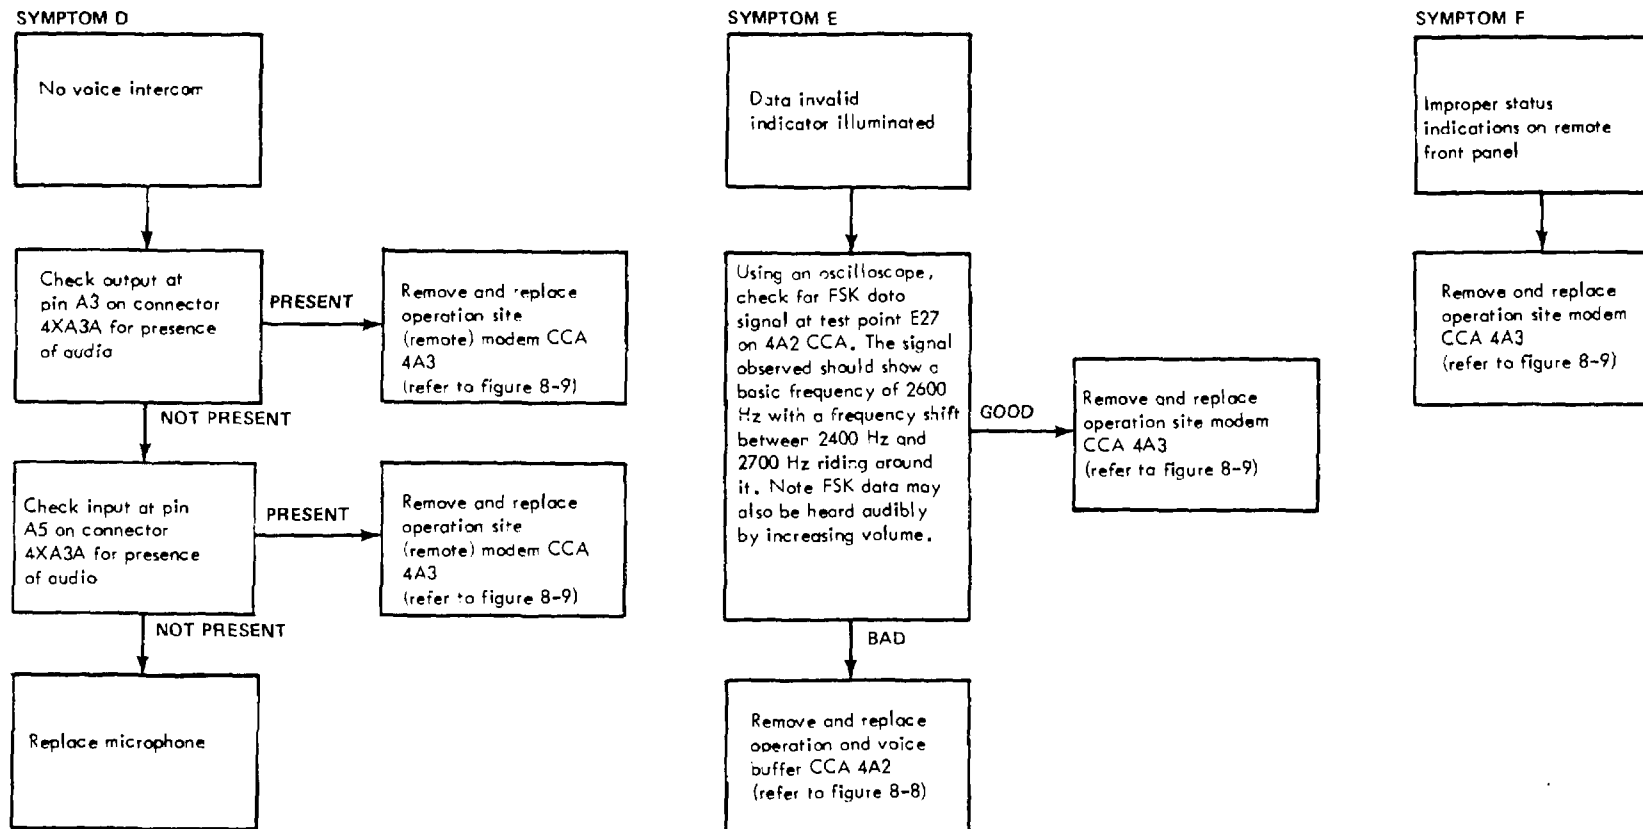 SYMPTOM D
No voice intercom
Check output at
pin A3 on connector
4XA3A for presence
of audio
PRESENT
Remove and replace
operation site
(remote) modem CCA
4A3
(refer to figure 8-9)
NOT PRESENT
Check input at pin
A5 on connector
4XA3A for presence
of audio
PRESENT
Remove and replace
operation site
(remote) modem CCA
4A3
(refer to figure 8-9)
NOT PRESENT
Replace microphone
SYMPTOM E
Data invalid
indicator illuminated
Using an oscilloscope,
check for FSK data
signal at test point E27
on 4A2 CCA. The signal
observed should show a
basic frequency of 2600
Hz with a frequency shift
between 2400 Hz and
2700 Hz riding around
it. Note FSK data may
also be heard audibly
by increasing volume.
GOOD
Remove and replace
operation site modem
CCA 4A3
(refer to figure 8-9)
BAD
Remove and replace
operation and voice
buffer CCA 4A2
(refer to figure 8-8)
SYMPTOM F
Improper status
indications on remote
front panel
Remove and replace
operation site modem
CCA 4A3
(refer to figure 8-9)